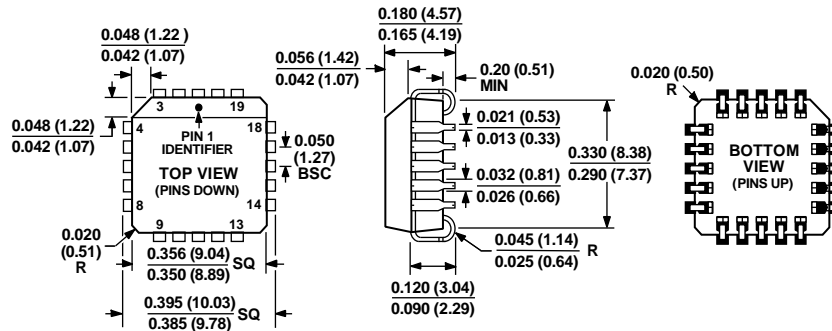 0.048 (1.22 )
0.042 (1.07)
0.048 (1.22)
0.042 (1.07)
3
19
4
18
PIN 1
IDENTIFIER
TOP VIEW
(PINS DOWN)
0.050
(1.27)
BSC
8
14
9
13
0.020
(0.51)
R
0.356 (9.04)
0.350 (8.89)
SQ
0.395 (10.03)
0.385 (9.78)
SQ
0.180 (4.57)
0.165 (4.19)
0.056 (1.42)
0.042 (1.07)
0.20 (0.51)
MIN
0.021 (0.53)
0.013 (0.33)
0.032 (0.81)
0.026 (0.66)
0.330 (8.38)
0.290 (7.37)
0.045 (1.14)
0.025 (0.64)
R
0.120 (3.04)
0.090 (2.29)
0.020 (0.50)
R
BOTTOM
VIEW
(PINS UP)